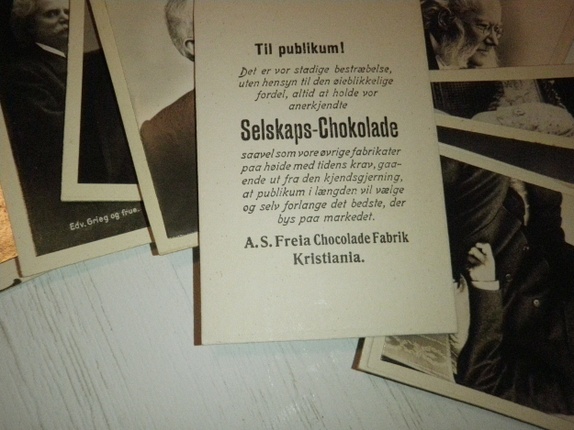 Til publikum!
Det er vor stadige bestræbelse,
uten hensyn til den øieblikkelige
fordel, altid at holde vor
anerkjendte
Selskaps-Chokolade
saavel som vore øvrige fabrikater
paa høide med tidens krav, gaa-
ende ut fra den kjendsgjerning,
at publikum i længden vil vælge
og selv forlange det bedste, der
bys paa markedet.
A. S. Freia Chocolade Fabrik
Kristiania.
Edv. Grieg og frue.